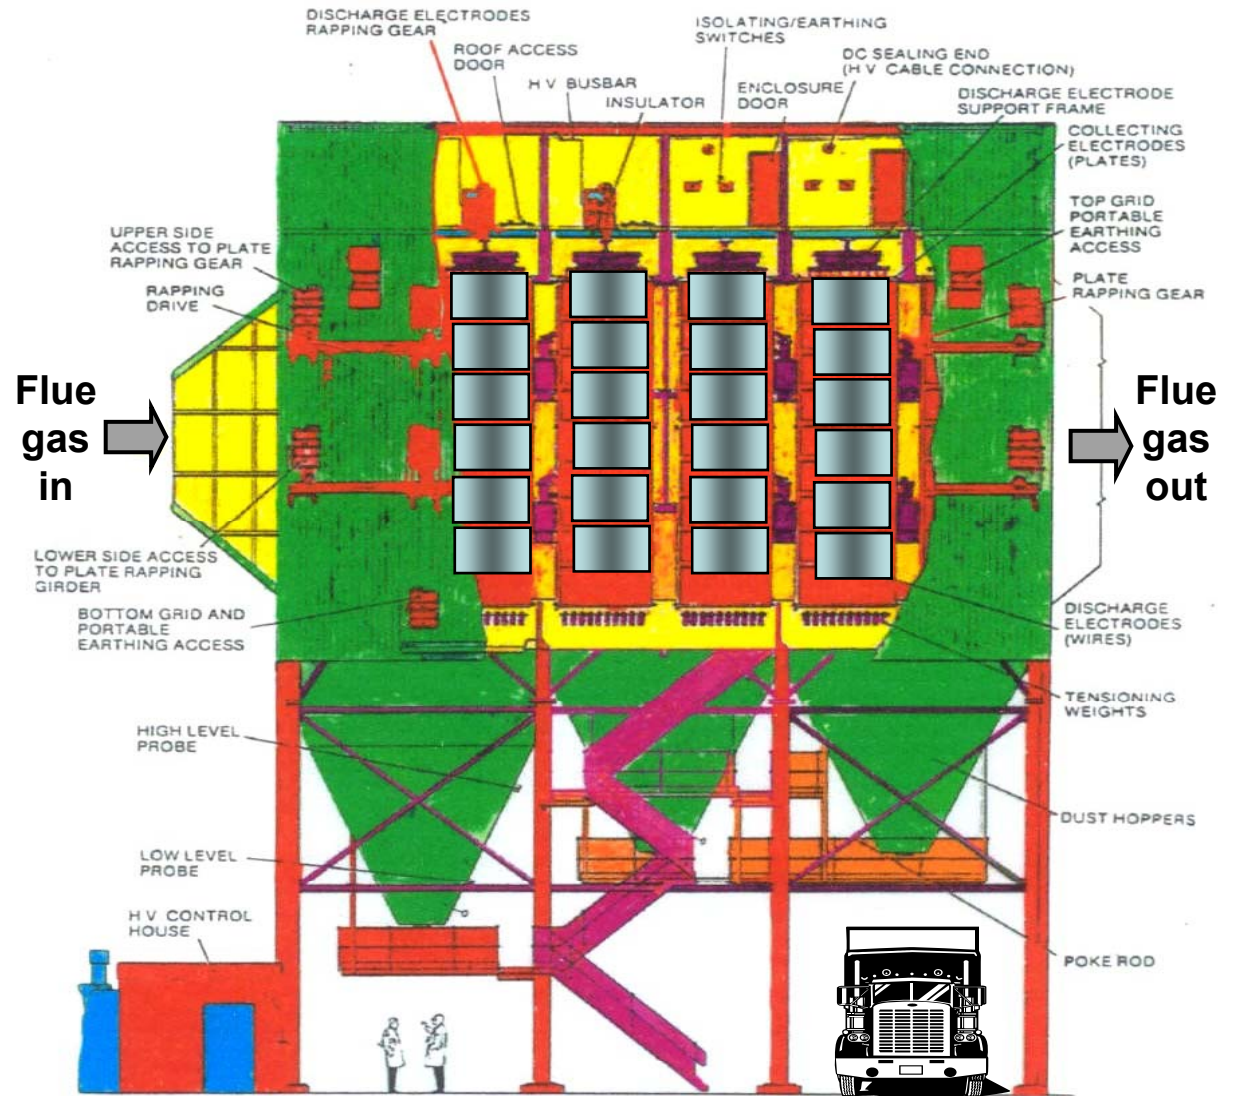 DISCHARGE ELECTRODES
RAPPING GEAR
ROOF ACCESS
DOOR
H V BUSBAR
INSULATOR
ISOLATING/EARTHING
SWITCHES
ENCLOSURE
DOOR
DC SEALING END
(H V CABLE CONNECTION)
DISCHARGE ELECTRODE
SUPPORT FRAME
COLLECTING
ELECTRODES
(PLATES)
TOP GRID
PORTABLE
EARTHING
ACCESS
PLATE
RAPPING GEAR
UPPER SIDE
ACCESS TO PLATE
RAPPING GEAR
RAPPING
DRIVE
Flue
gas
in
Flue
gas
out
LOWER SIDE ACCESS
TO PLATE RAPPING
GIRDER
BOTTOM GRID AND
PORTABLE
EARTHING ACCESS
DISCHARGE
ELECTRODES
(WIRES)
TENSIONING
WEIGHTS
HIGH LEVEL
PROBE
DUST HOPPERS
LOW LEVEL
PROBE
H V CONTROL
HOUSE
POKE ROD